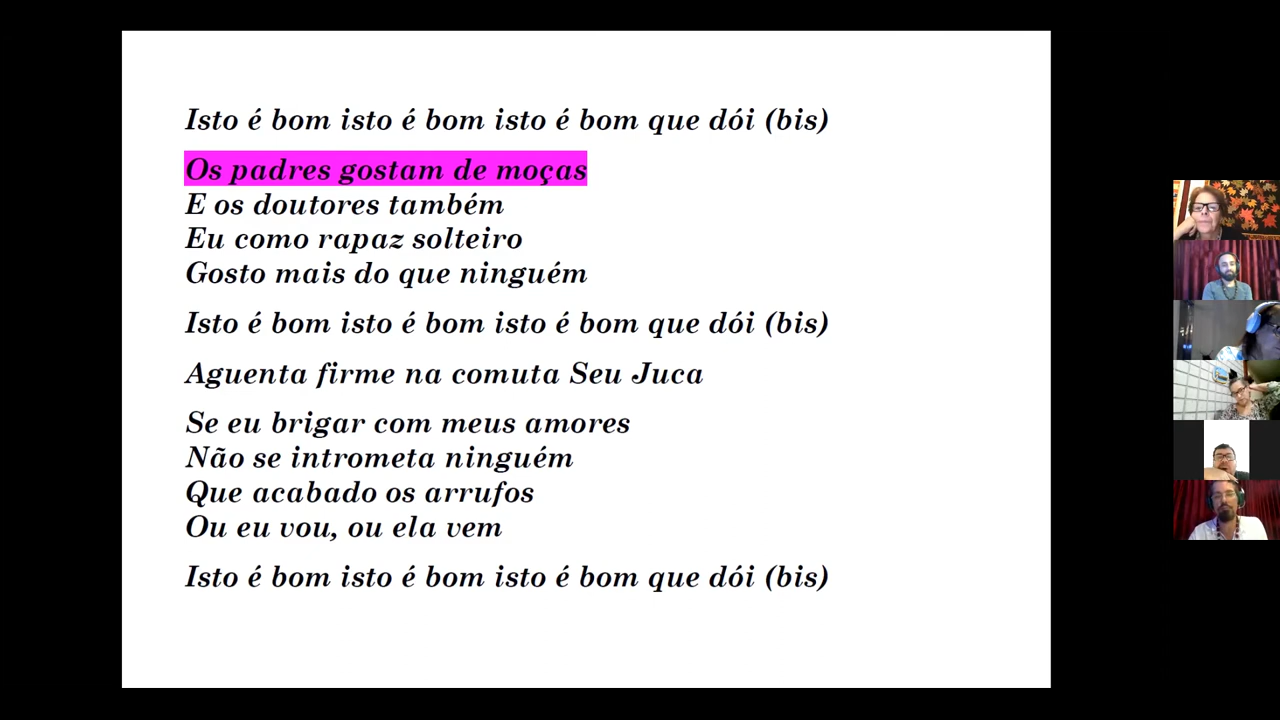 Isto é bom isto é bom isto é bom que dói (bis)
Os padres gostam de moças
E os doutores também
Eu como rapaz solteiro
Gosto mais do que ninguém
Isto é bom isto é bom isto é bom que dói (bis)
Aguenta firme na comuta Seu Juca
Se eu brigar com meus amores
Não se intrometa ninguém
Que acabado os arrufos
Ou eu vou, ou ela vem
Isto é bom isto é bom isto é bom que dói (bis)